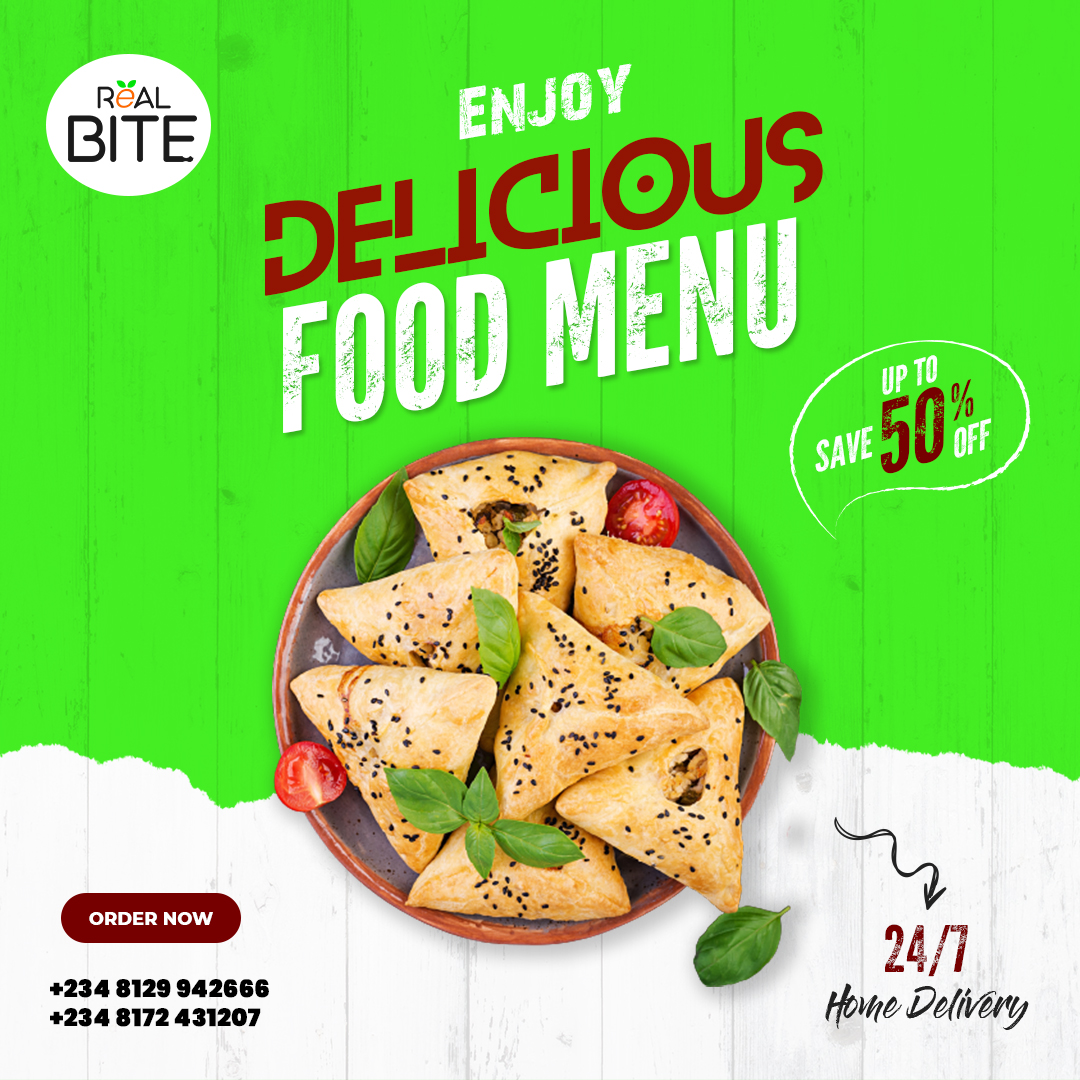 ReAL
BITE
ENJOY
DELICIOUS
FOOD MENU
UP TO
SAVE 50% OFF
ORDER NOW
+234 8129 942666
+234 8172 431207
24/7
Home Delivery